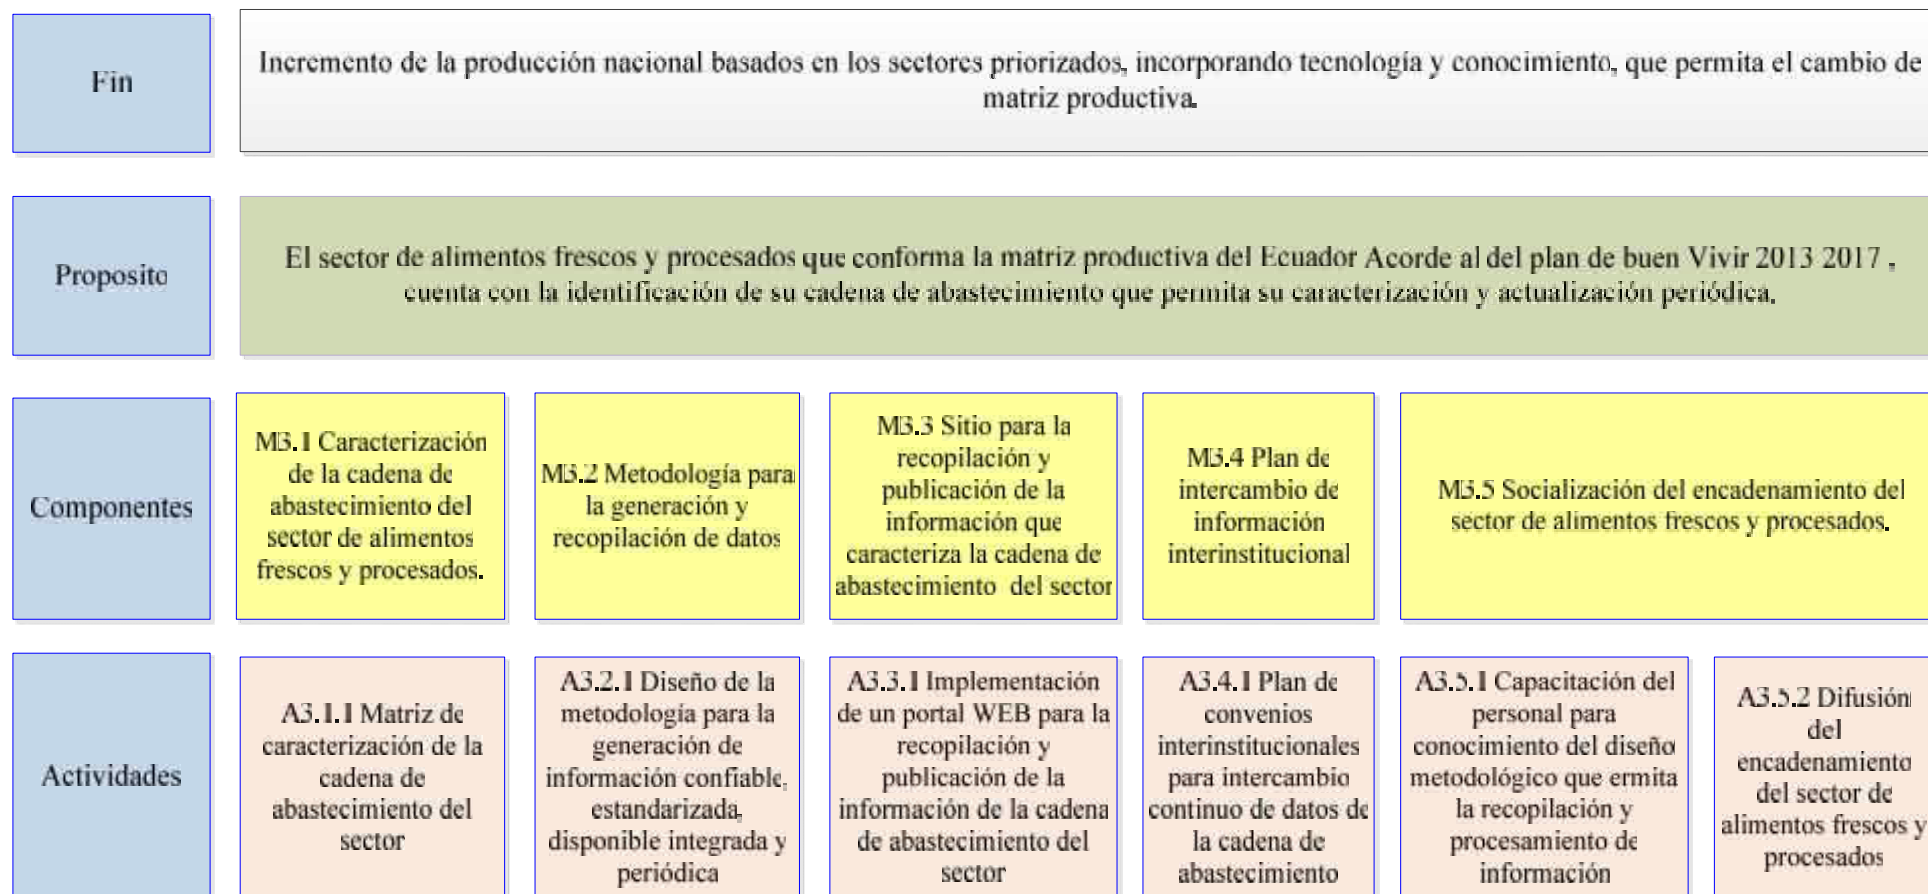 Fin
Incremento de la producción nacional basados en los sectores priorizados, incorporando tecnología y conocimiento, que permita el cambio de
matriz productiva.
Proposito
El sector de alimentos frescos y procesados que conforma la matriz productiva del Ecuador Acorde al del plan de buen Vivir 2013 2017 ,
cuenta con la identificación de su cadena de abastecimiento que permita su caracterización y actualización periódica.
Componentes
M3.1 Caracterización
de la cadena de
abastecimiento del
sector de alimentos
frescos y procesados.
M3.2 Metodología para
la generación y
recopilación de datos
M3.3 Sitio para la
recopilación y
publicación de la
información que
caracteriza la cadena de
abastecimiento del sector
M3.4 Plan de
intercambio de
información
interinstitucional
M3.5 Socialización del encadenamiento del
sector de alimentos frescos y procesados.
Actividades
A3.1.1 Matriz de
caracterización de la
cadena de
abastecimiento del
sector
A3.2.1 Diseño de la
metodología para la
generación de
información confiable,
estandarizada,
disponible integrada y
periódica
A3.3.1 Implementación
de un portal WEB para la
recopilación y
publicación de la
información de la cadena
de abastecimiento del
sector
A3.4.1 Plan de
convenios
interinstitucionales
para intercambio
continuo de datos de
la cadena de
abastecimiento
A3.5.1 Capacitación del
personal para
conocimiento del diseño
metodológico que ermita
la recopilación y
procesamiento de
información
A3.5.2 Difusión
del
encadenamiento
del sector de
alimentos frescos y
procesados